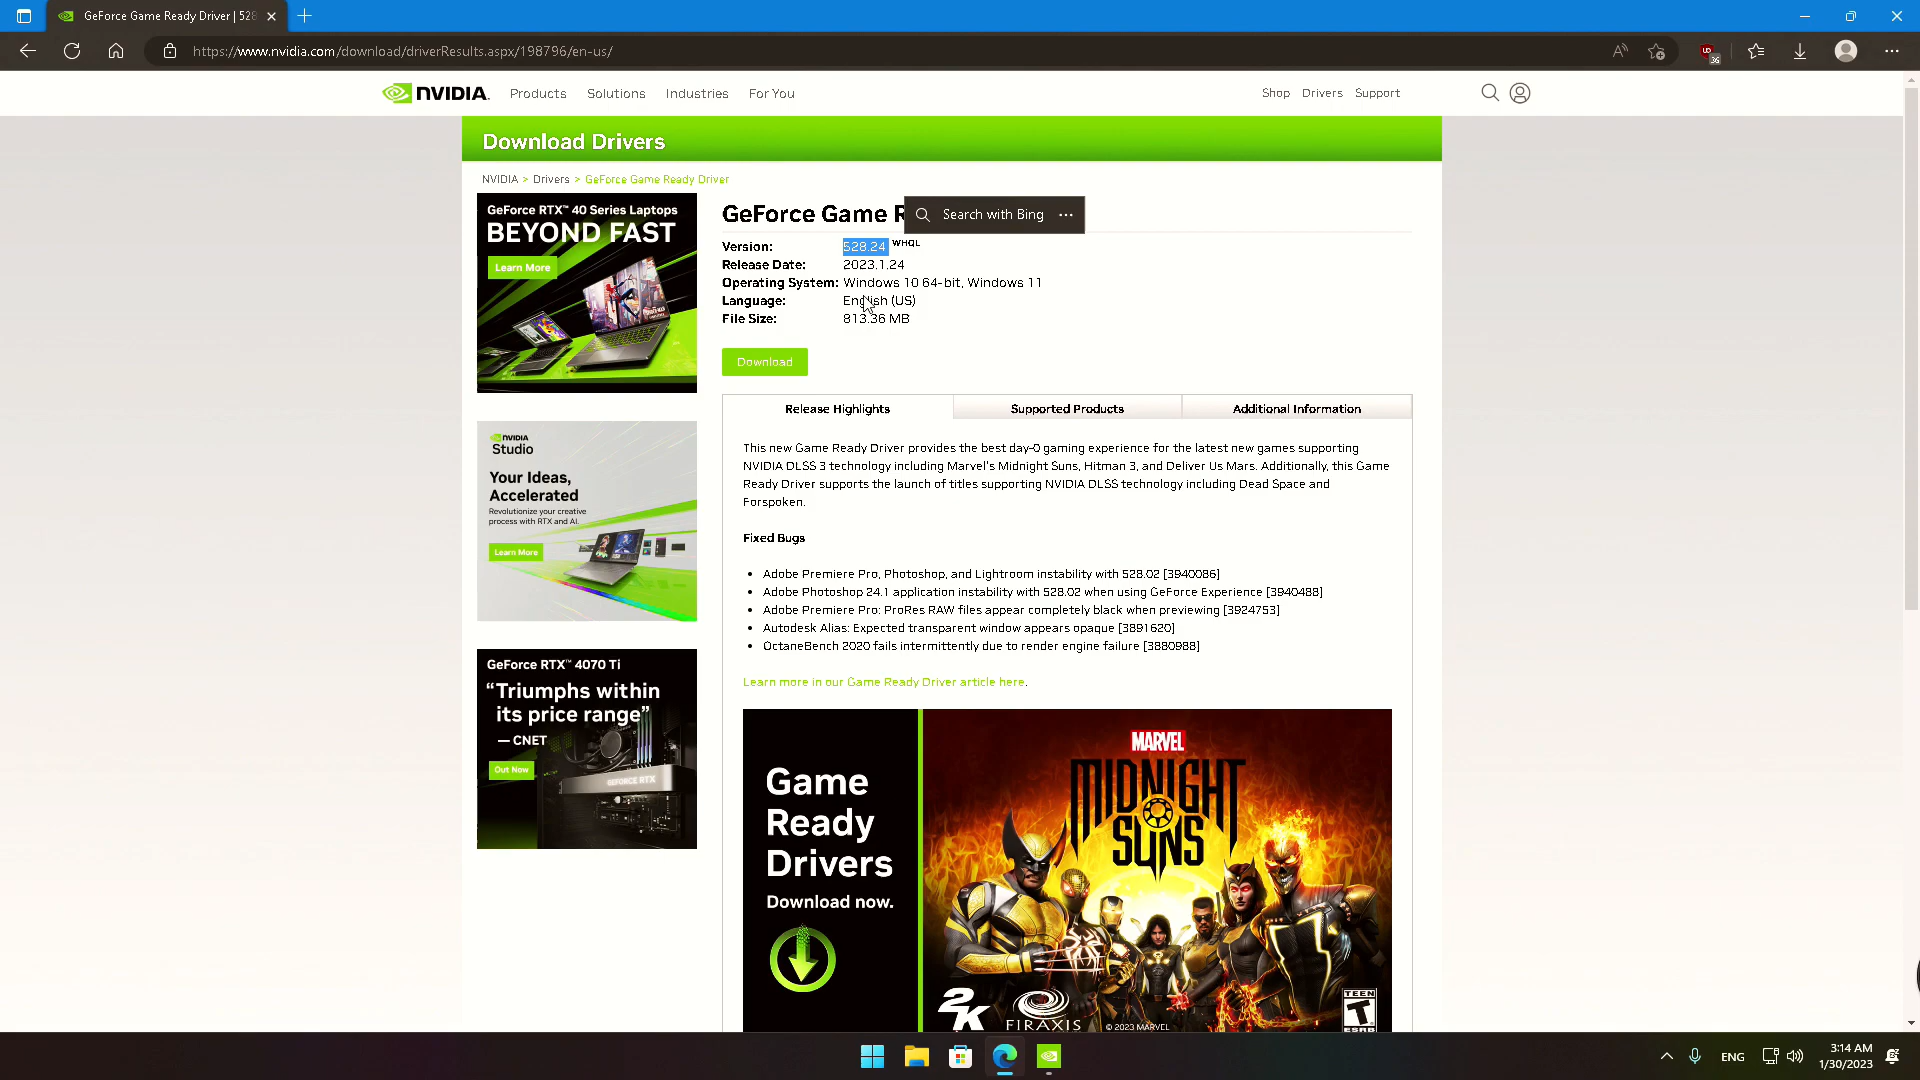 GeForce Game Ready Driver | 528
https://www.nvidia.com/download/driverResults.aspx/198796/en-us/
36
NVIDIA.
Products
Solutions
Industries
For You
Shop
Drivers
Support
Download Drivers
NVIDIA > Drivers > GeForce Game Ready Driver
GeForce RTX™ 40 Series Laptops
BEYOND FAST
Learn More
NVIDIA
Studio
Your Ideas,
Accelerated
Revolutionize your creative
process with RTX and AI.
Learn More
GeForce RTX™ 4070 Ti
“Triumphs within
its price range”
— CNET
Out Now
GEFORCE RTX
GeForce Game R
Search with Bing
Version: 528.24 WHQL
Release Date: 2023.1.24
Operating System: Windows 10 64-bit, Windows 11
Language: English (US)
File Size: 813.36 MB
Download
Release Highlights
Supported Products
Additional Information
This new Game Ready Driver provides the best day-0 gaming experience for the latest new games supporting
NVIDIA DLSS 3 technology including Marvel's Midnight Suns, Hitman 3, and Deliver Us Mars. Additionally, this Game
Ready Driver supports the launch of titles supporting NVIDIA DLSS technology including Dead Space and
Forspoken.
Fixed Bugs
• Adobe Premiere Pro, Photoshop, and Lightroom instability with 528.02 [3940086]
• Adobe Photoshop 24.1 application instability with 528.02 when using GeForce Experience [3940488]
• Adobe Premiere Pro: ProRes RAW files appear completely black when previewing [3924753]
• Autodesk Alias: Expected transparent window appears opaque [3891620]
• OctaneBench 2020 fails intermittently due to render engine failure [3880988]
Learn more in our Game Ready Driver article here.
Game
Ready
Drivers
Download now.
MARVEL
MIDNIGHT
SUNS
2K
FIRAXIS
© 2023 MARVEL
TEEN
T
ESRB
ENG
3:14 AM
1/30/2023